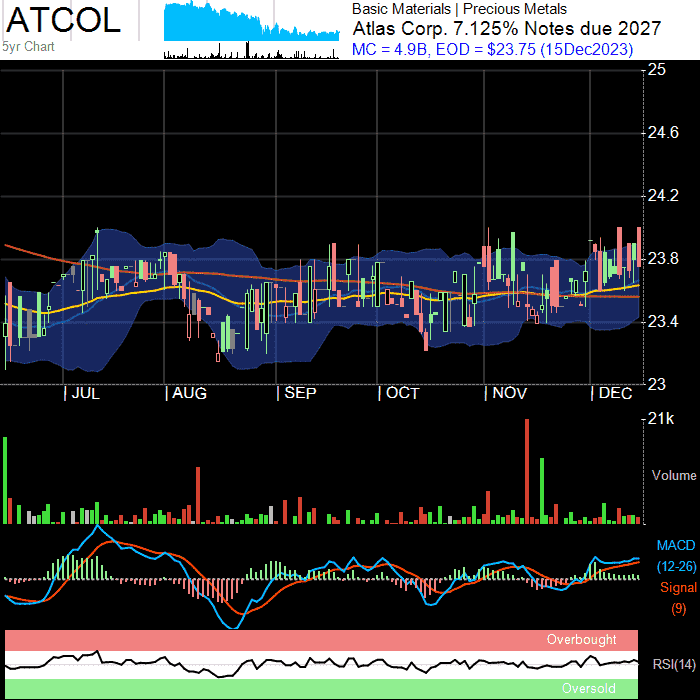 ATCOL
5yr Chart
Basic Materials | Precious Metals
Atlas Corp. 7.125% Notes due 2027
MC = 4.9B, EOD = $23.75 (15Dec2023)
25
24.6
24.2
23.8
23.4
23
| JUL | AUG | SEP | OCT | NOV | DEC
21k
Volume
MACD
(12-26)
Signal
(9)
Overbought
RSI(14)
Oversold